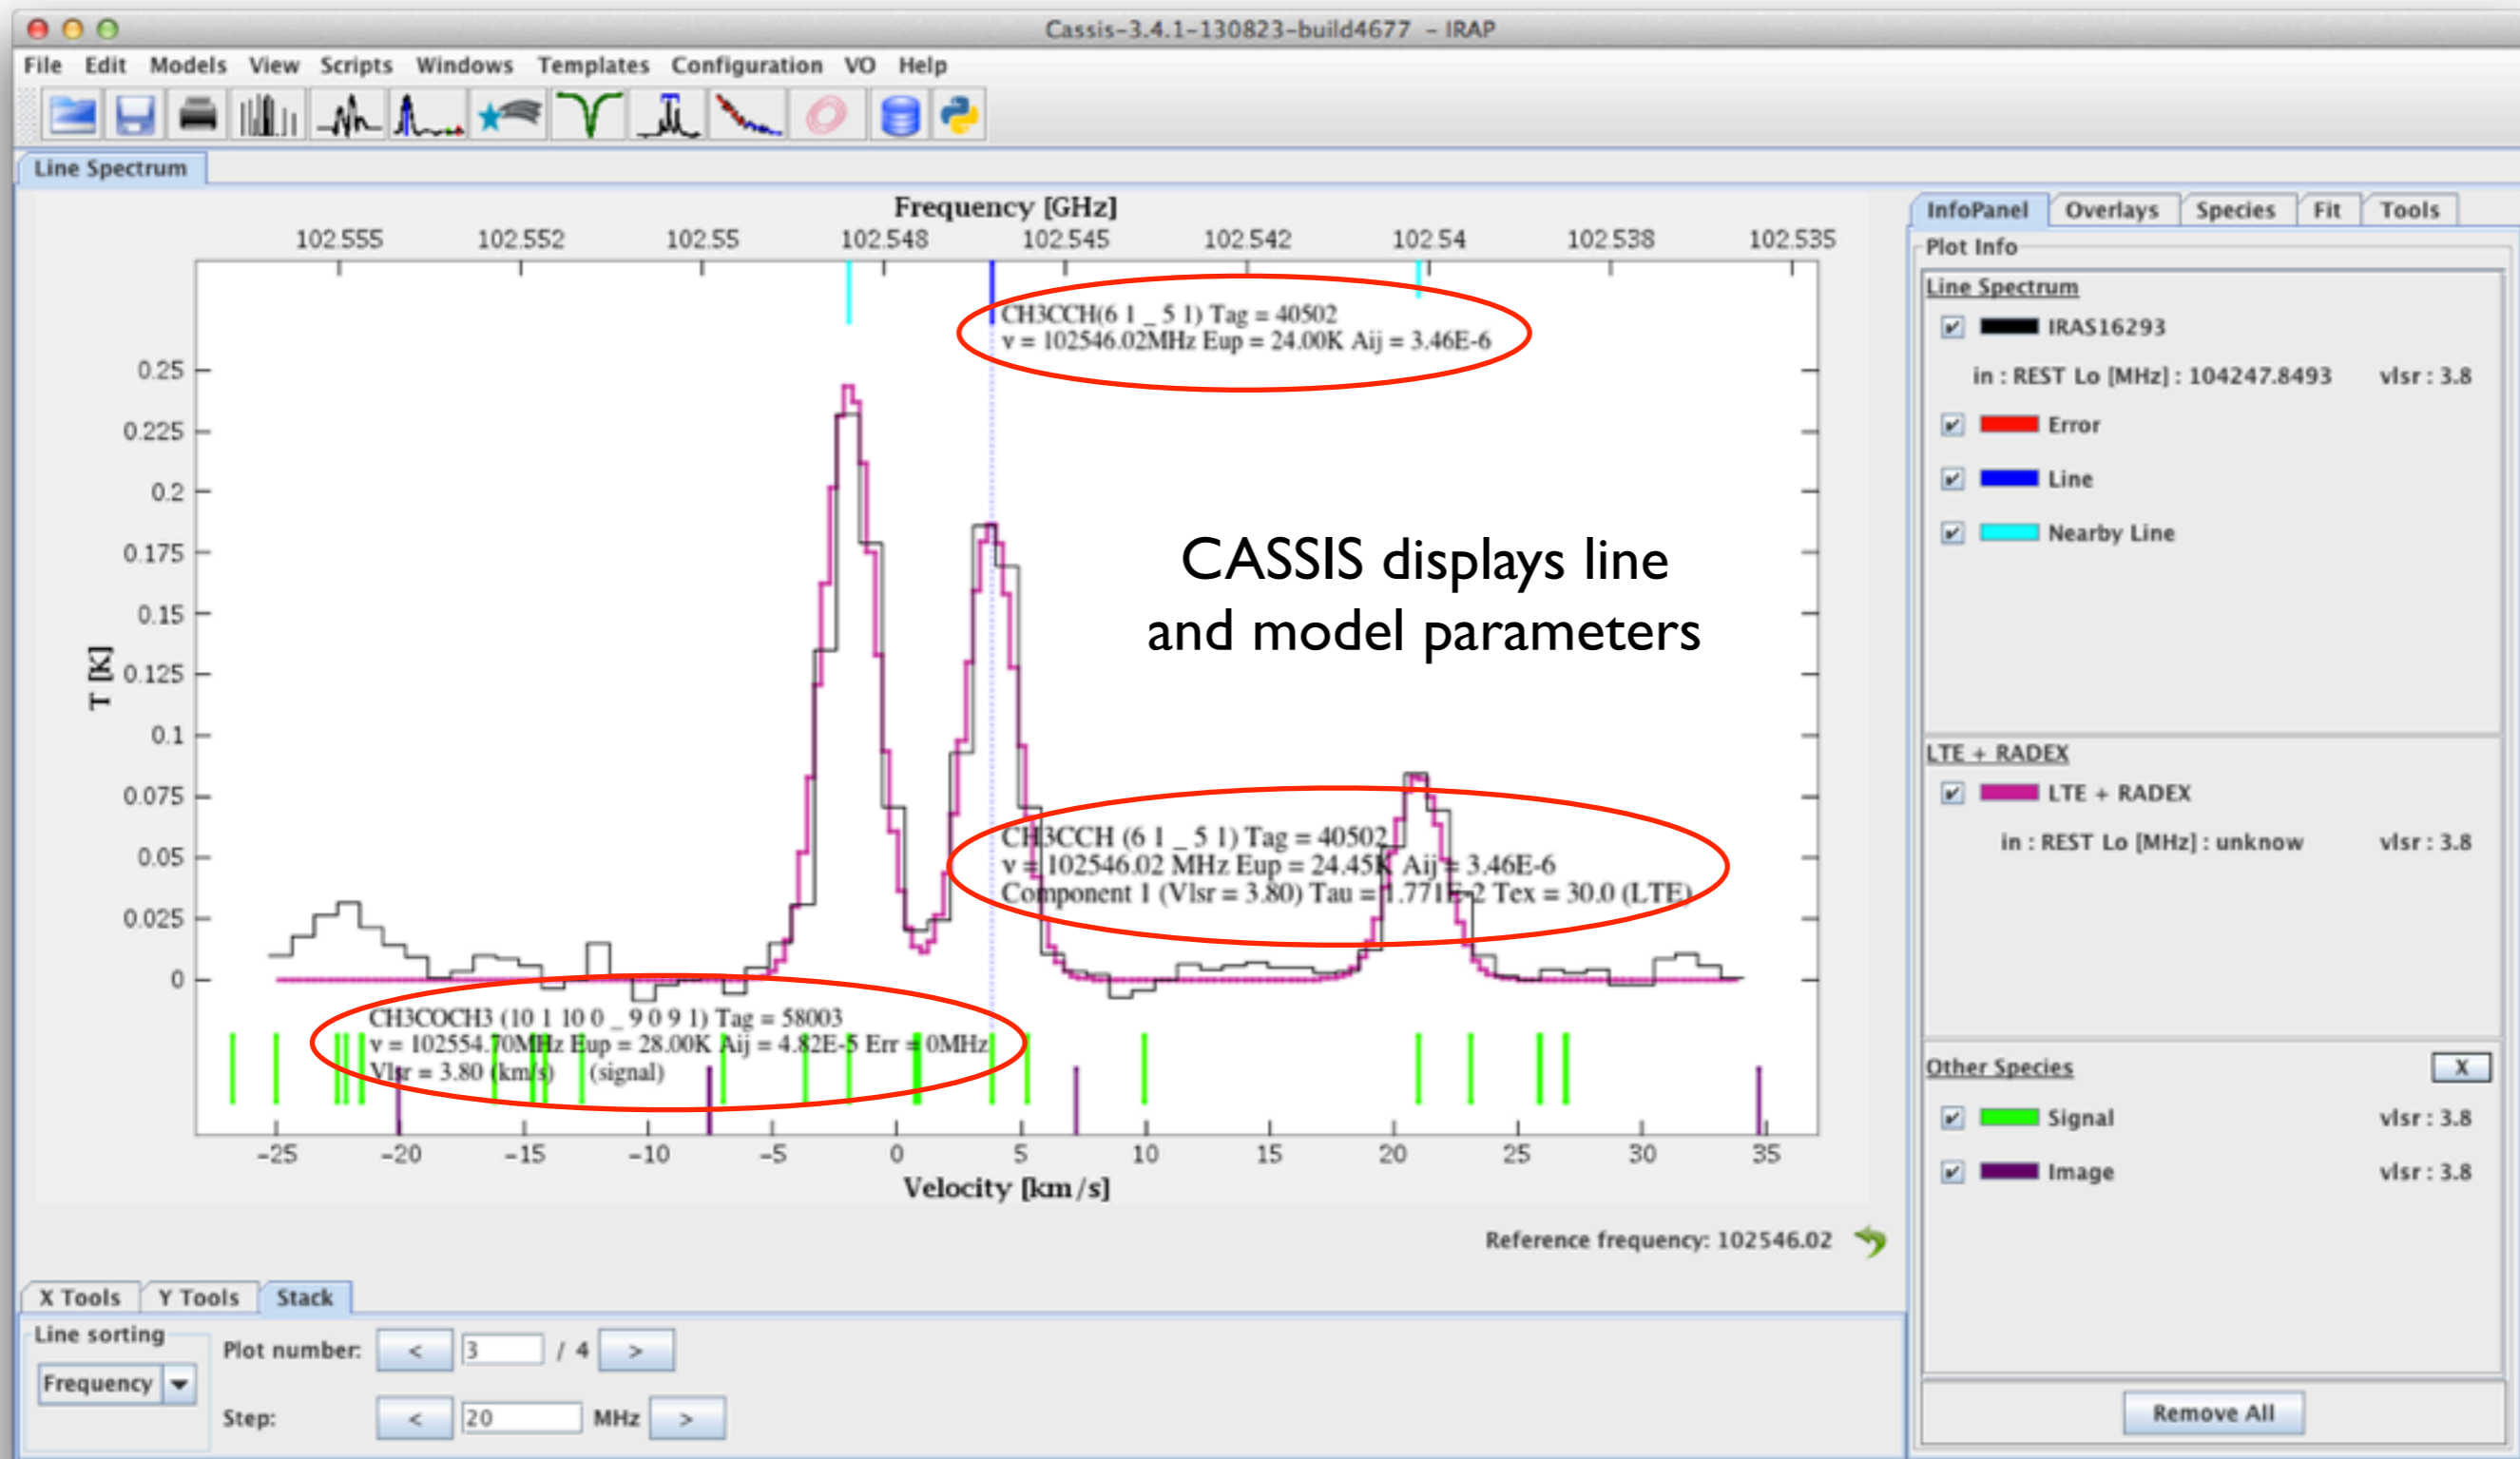 Cassis-3.4.1-130823-build4677 - IRAP
File Edit Models View Scripts Windows Templates Configuration VO Help
Line Spectrum
Frequency [GHz]
102.555 102.552 102.55 102.548 102.545 102.542 102.54 102.538 102.535
CH3CCH(6 1 _ 5 1) Tag = 40502
ν = 102546.02MHz Eup = 24.00K Aij = 3.46E-6
0.25
0.225
0.2
0.175
0.15
0.125
0.1
0.075
0.05
0.025
0
T [K]
CASSIS displays line
and model parameters
CH3CCH (6 1 _ 5 1) Tag = 40502
ν = 102546.02 MHz Eup = 24.45K Aij = 3.46E-6
Component 1 (Vlsr = 3.80) Tau = 1.771E-2 Tex = 30.0 (LTE)
CH3COCH3 (10 1 10 0 _ 9 0 9 1) Tag = 58003
ν = 102554.70MHz Eup = 28.00K Aij = 4.82E-5 Err = 0MHz
Vlsr = 3.80 (km/s) (signal)
-25 -20 -15 -10 -5 0 5 10 15 20 25 30 35
Velocity [km/s]
Reference frequency: 102546.02
X Tools Y Tools Stack
Line sorting
Frequency
Plot number: < 3 / 4 >
Step: < 20 MHz >
InfoPanel Overlays Species Fit Tools
Plot Info
Line Spectrum
IRAS16293
in : REST Lo [MHz] : 104247.8493 vlsr : 3.8
Error
Line
Nearby Line
LTE + RADEX
LTE + RADEX
in : REST Lo [MHz] : unknow vlsr : 3.8
Other Species X
Signal vlsr : 3.8
Image vlsr : 3.8
Remove All